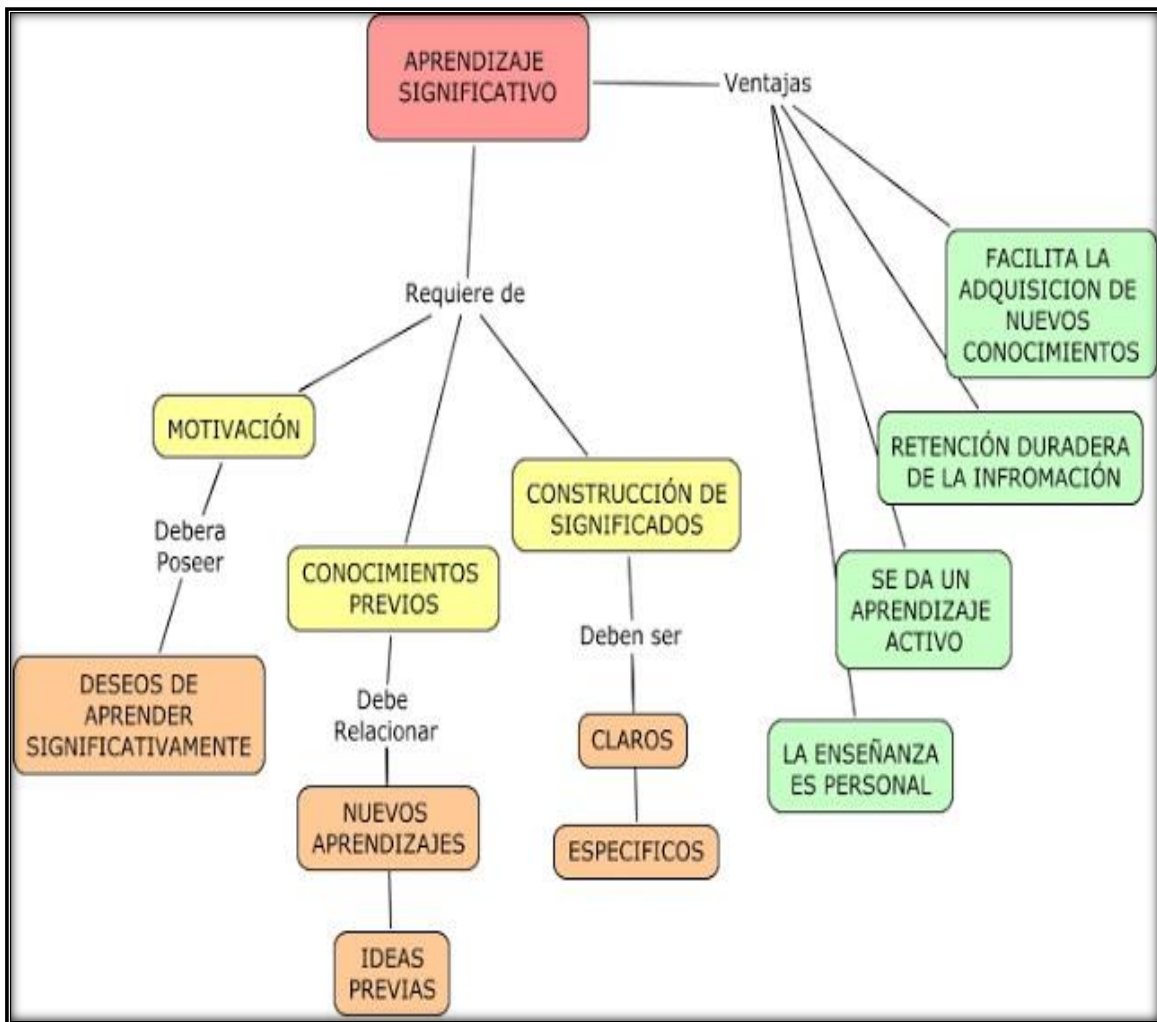 APRENDIZAJE
SIGNIFICATIVO
Ventajas
Requiere de
FACILITA LA
ADQUISICION DE
NUEVOS
CONOCIMIENTOS
MOTIVACIÓN
RETENCIÓN DURADERA
DE LA INFROMACIÓN
CONSTRUCCIÓN DE
SIGNIFICADOS
Debera
Poseer
CONOCIMIENTOS
PREVIOS
SE DA UN
APRENDIZAJE
ACTIVO
Deben ser
DESEOS DE
APRENDER
SIGNIFICATIVAMENTE
Debe
Relacionar
CLAROS
LA ENSEÑANZA
ES PERSONAL
NUEVOS
APRENDIZAJES
ESPECIFICOS
IDEAS
PREVIAS